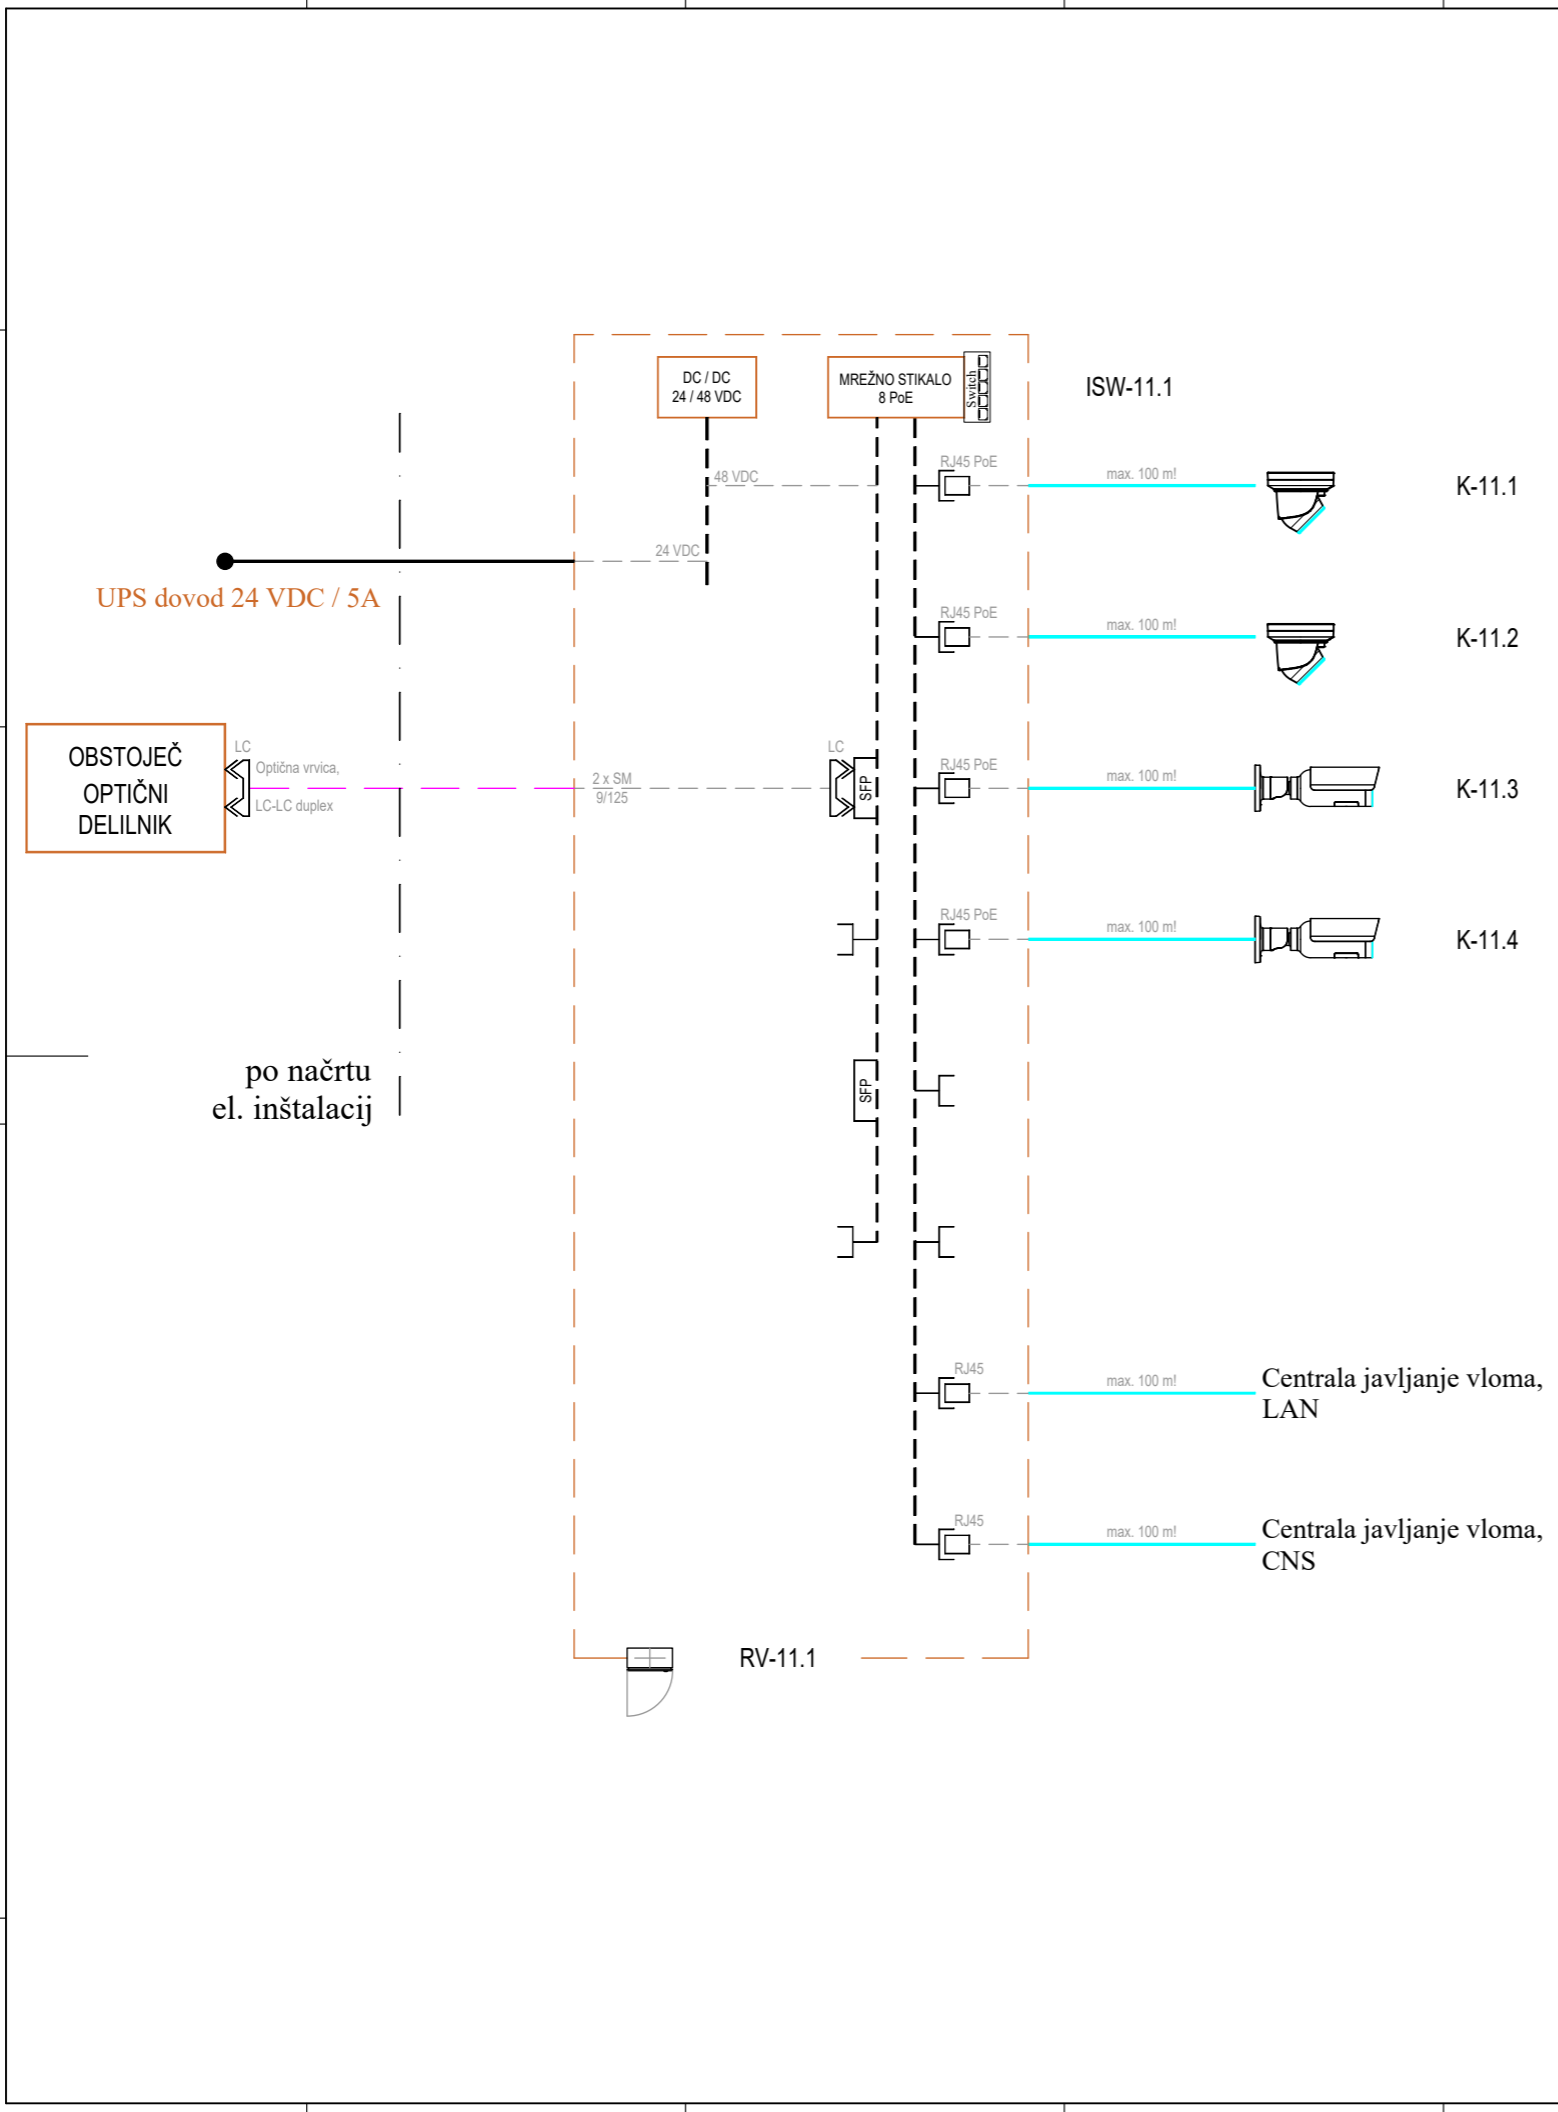 DC / DC
24 / 48 VDC
MREŽNO STIKALO
8 PoE
Switch
ISW-11.1
48 VDC
RJ45 PoE
max. 100 m!
K-11.1
24 VDC
UPS dovod 24 VDC / 5A
RJ45 PoE
max. 100 m!
K-11.2
OBSTOJEČ
OPTIČNI
DELILNIK
LC
Optična vrvica,
LC-LC duplex
2 x SM
9/125
LC
SFP
RJ45 PoE
max. 100 m!
K-11.3
RJ45 PoE
max. 100 m!
K-11.4
po načrtu
el. inštalacij
SFP
RJ45
max. 100 m!
Centrala javljanje vloma,
LAN
RJ45
max. 100 m!
Centrala javljanje vloma,
CNS
RV-11.1